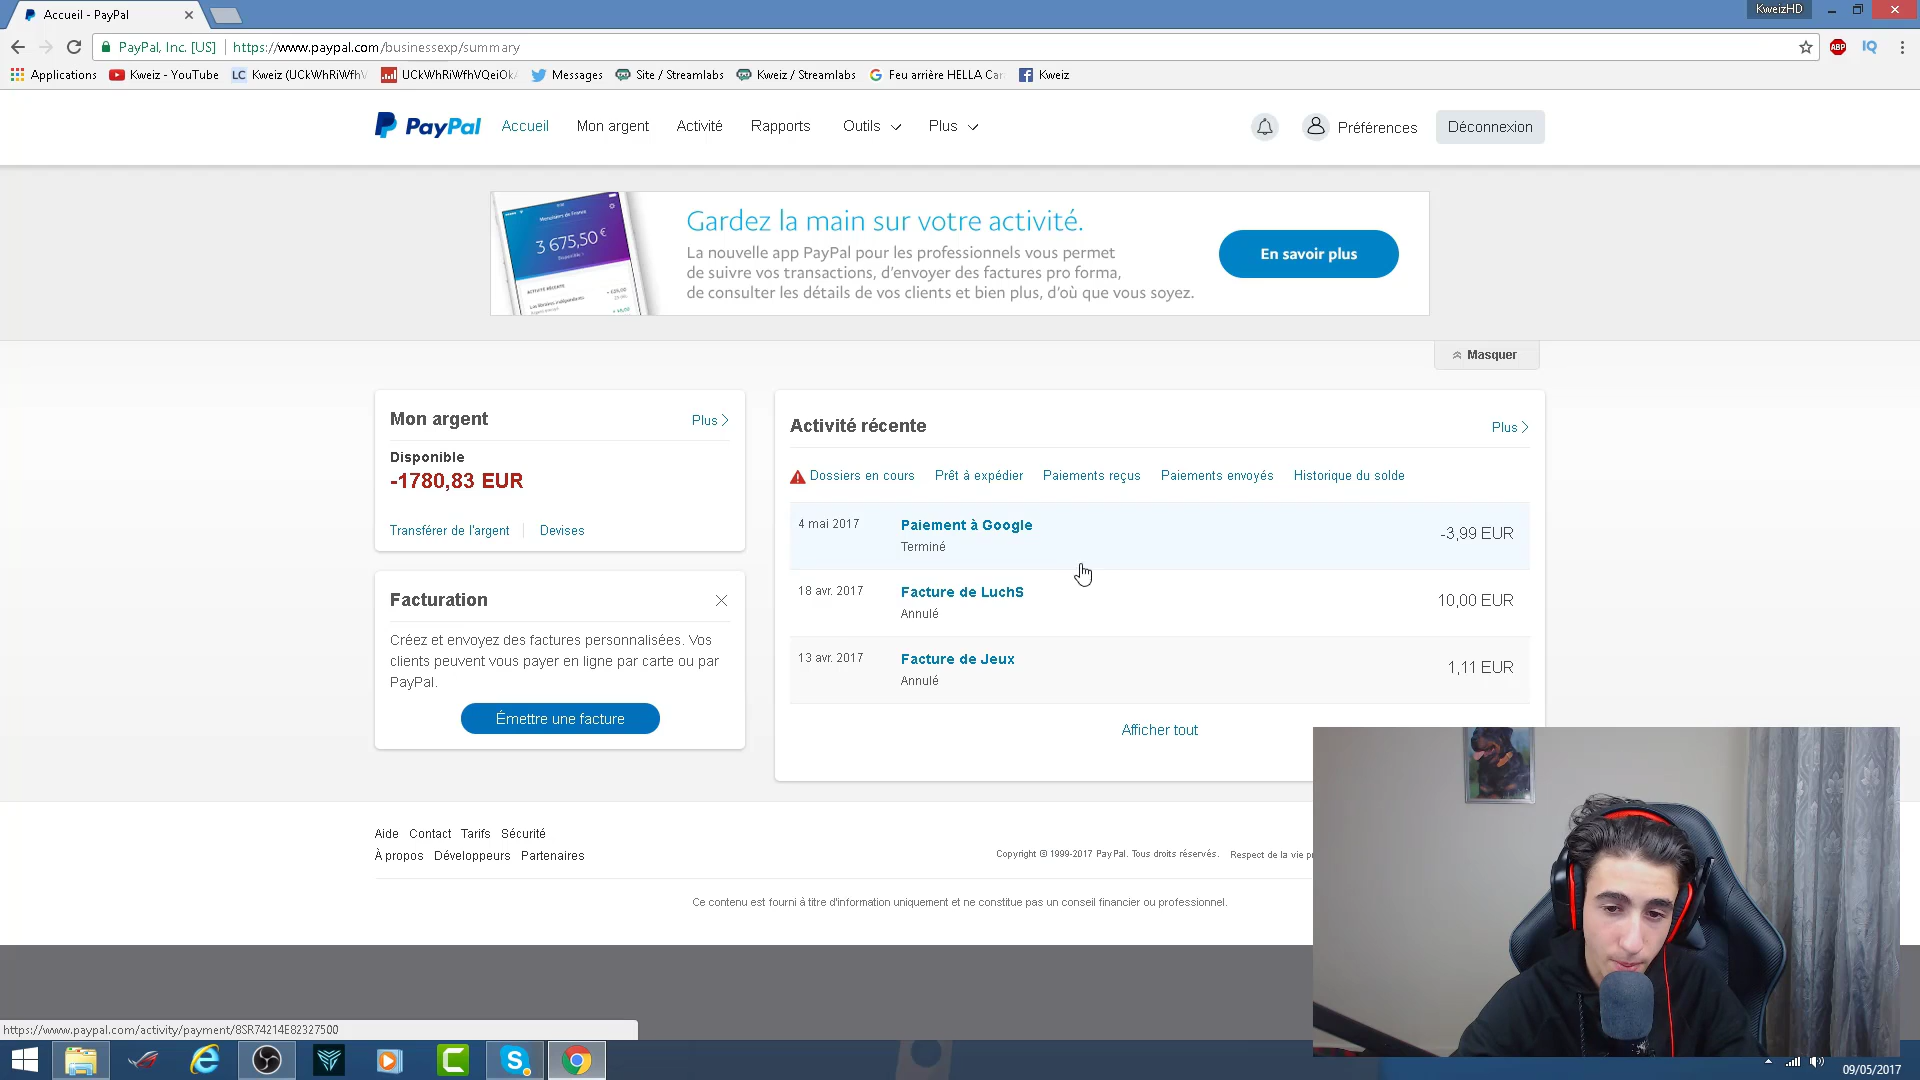 Accueil - PayPal
KweizHD
PayPal, Inc. [US]
https://www.paypal.com/businessexp/summary
ABP
IQ
Applications
Kweiz - YouTube
LC
Kweiz (UCkWhRiWfhV
UCkWhRiWfhVQeiOkA
Messages
Site / Streamlabs
Kweiz / Streamlabs
Feu arrière HELLA Car
Kweiz
PayPal
Accueil
Mon argent
Activité
Rapports
Outils
Plus
Préférences
Déconnexion
3 675,50 €
Gardez la main sur votre activité.
La nouvelle app PayPal pour les professionnels vous permet
de suivre vos transactions, d'envoyer des factures pro forma,
de consulter les détails de vos clients et bien plus, d'où que vous soyez.
En savoir plus
Masquer
Mon argent
Plus
Disponible
-1780,83 EUR
Transférer de l'argent
Devises
Facturation
Créez et envoyez des factures personnalisées. Vos
clients peuvent vous payer en ligne par carte ou par
PayPal.
Émettre une facture
Activité récente
Plus
Dossiers en cours
Prêt à expédier
Paiements reçus
Paiements envoyés
Historique du solde
4 mai 2017
Paiement à Google
Terminé
-3,99 EUR
18 avr. 2017
Facture de LuchS
Annulé
10,00 EUR
13 avr. 2017
Facture de Jeux
Annulé
1,11 EUR
Afficher tout
Aide Contact Tarifs Sécurité
À propos Développeurs Partenaires
Copyright © 1999-2017 PayPal. Tous droits réservés. Respect de la vie
Ce contenu est fourni à titre d'information uniquement et ne constitue pas un conseil financier ou professionnel.
https://www.paypal.com/activity/payment/8SR74214E82327500
09/05/2017